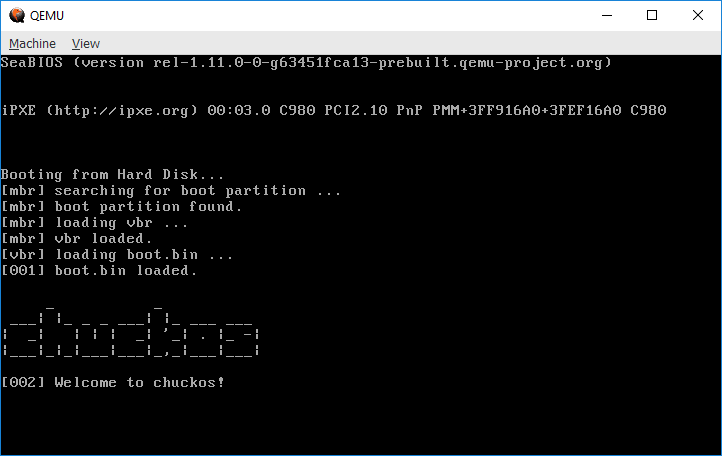 QEMU
Machine View
SeaBIOS (version rel-1.11.0-0-g63451fca13-prebuilt.qemu-project.org)
iPXE (http://ipxe.org) 00:03.0 C980 PCI2.10 PnP PMM+3FF916A0+3FEF16A0 C980
Booting from Hard Disk...
[mbr] searching for boot partition ...
[mbr] boot partition found.
[mbr] loading vbr ...
[mbr] vbr loaded.
[vbr] loading boot.bin ...
[001] boot.bin loaded.
chuckos
[002] Welcome to chuckos!